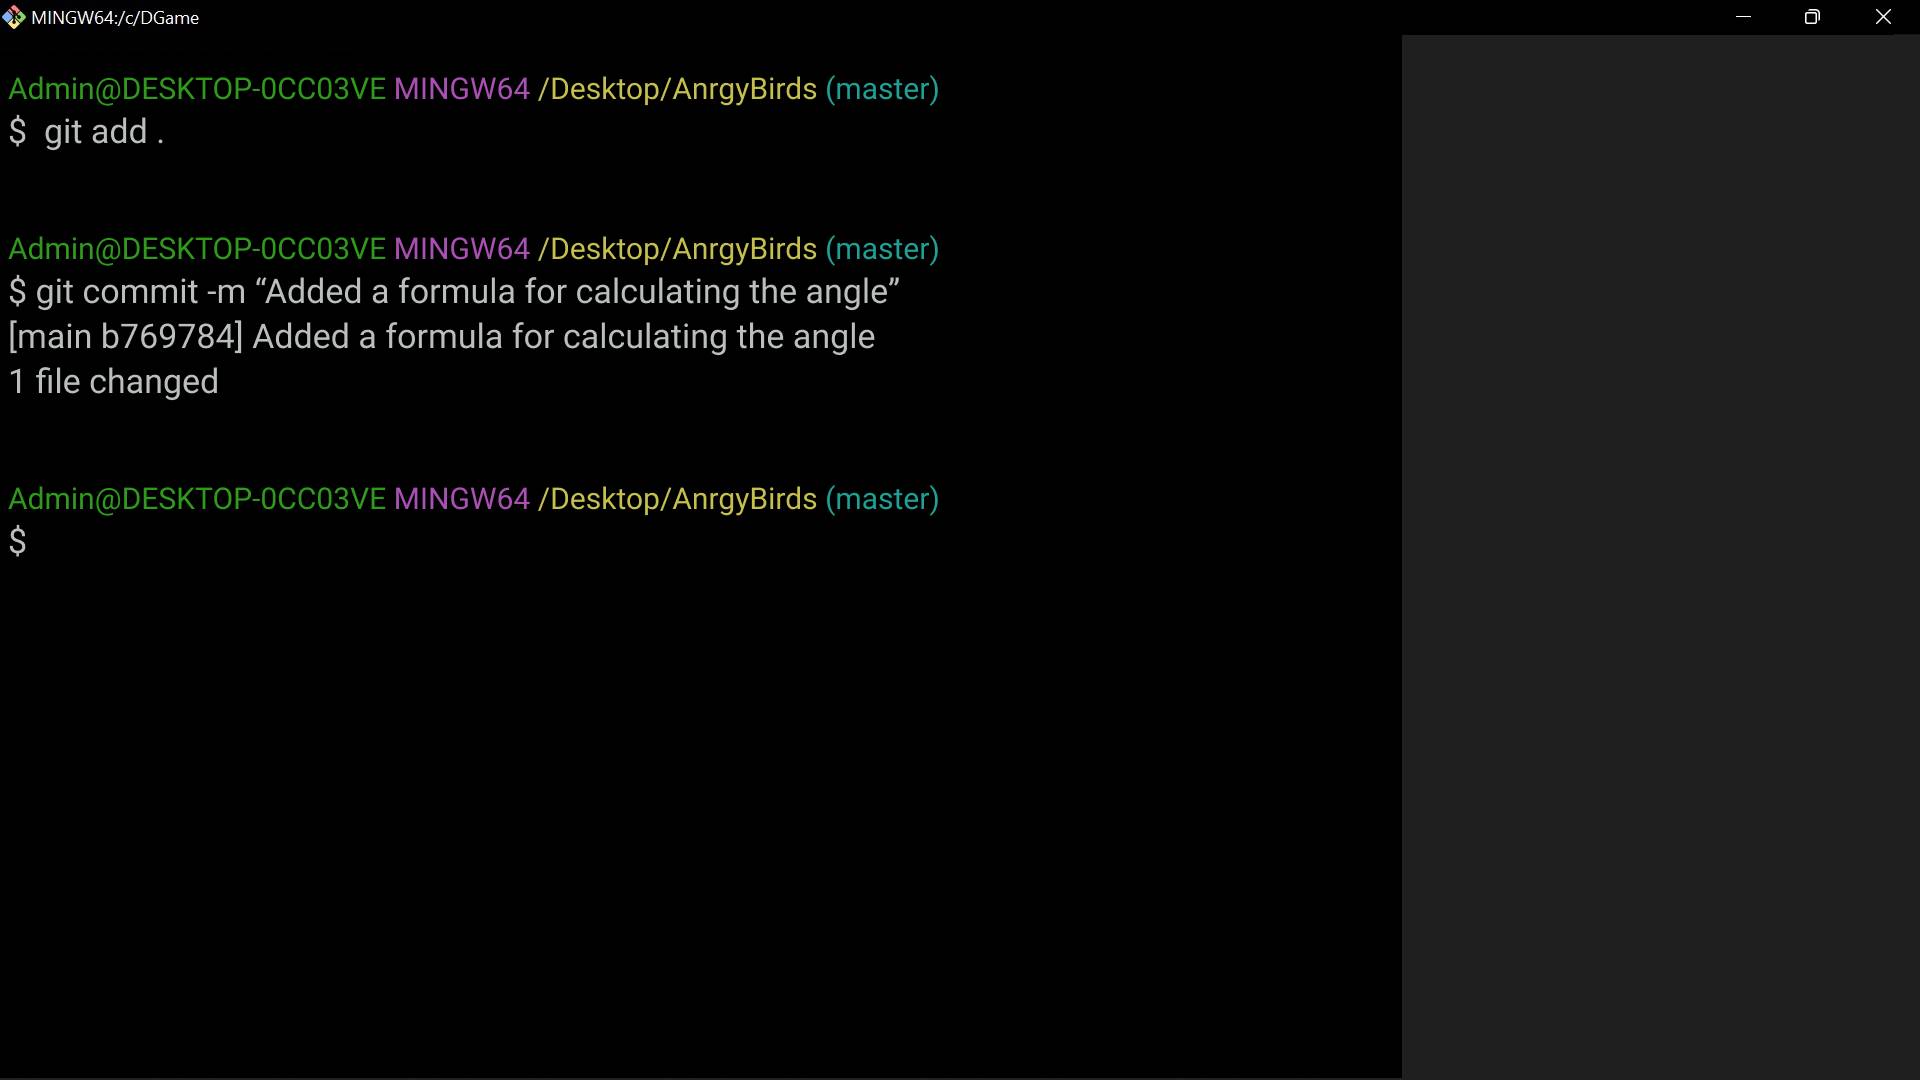 MINGW64:/c/DGame
Admin@DESKTOP-0CC03VE MINGW64 /Desktop/AnrgyBirds (master)
$  git add .
Admin@DESKTOP-0CC03VE MINGW64 /Desktop/AnrgyBirds (master)
$ git commit -m “Added a formula for calculating the angle”
[main b769784] Added a formula for calculating the angle
1 file changed
Admin@DESKTOP-0CC03VE MINGW64 /Desktop/AnrgyBirds (master)
$